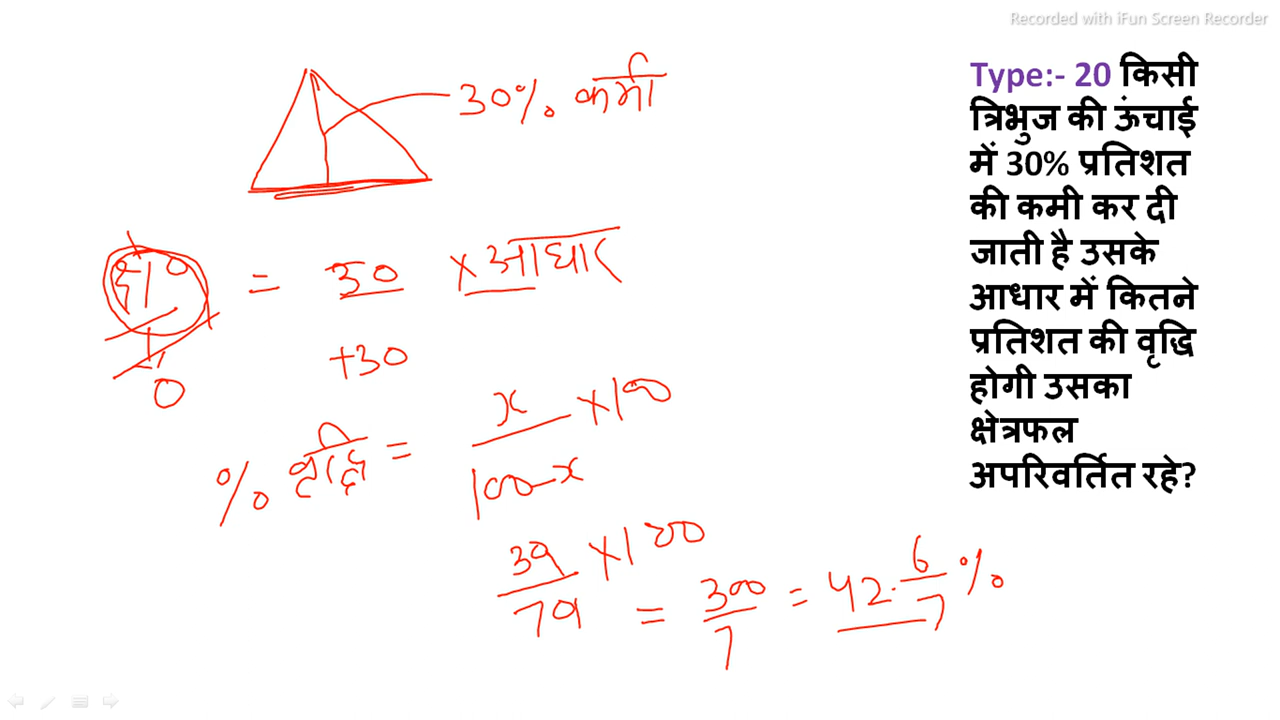 Recorded with iFun Screen Recorder
Type:- 20 किसी
त्रिभुज की ऊंचाई
में 30% प्रतिशत
की कमी कर दी
जाती है उसके
आधार में कितने
प्रतिशत की वृद्धि
होगी उसका
क्षेत्रफल
अपरिवर्तित रहे?
30% कमी
= 30 × आधार
0
+30
% वृद्धि = x/100-x ×100
30/70 ×100
= 300/7 = 42.6/7 %